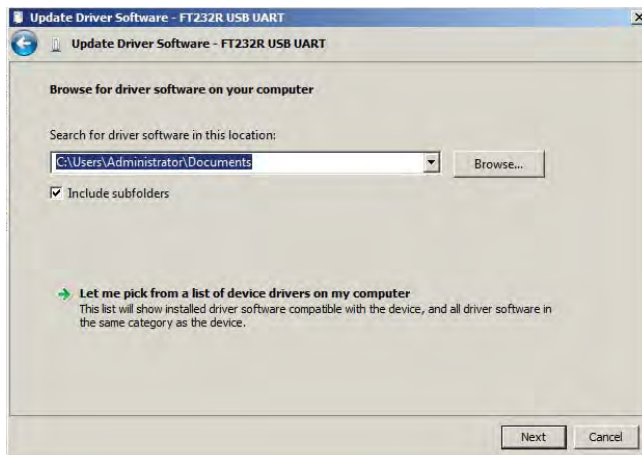 Update Driver Software - FT232R USB UART
Update Driver Software - FT232R USB UART
Browse for driver software on your computer
Search for driver software in this location:
C:\Users\Administrator\Documents
Browse...
Include subfolders
Let me pick from a list of device drivers on my computer
This list will show installed driver software compatible with the device, and all driver software in
the same category as the device.
Next
Cancel